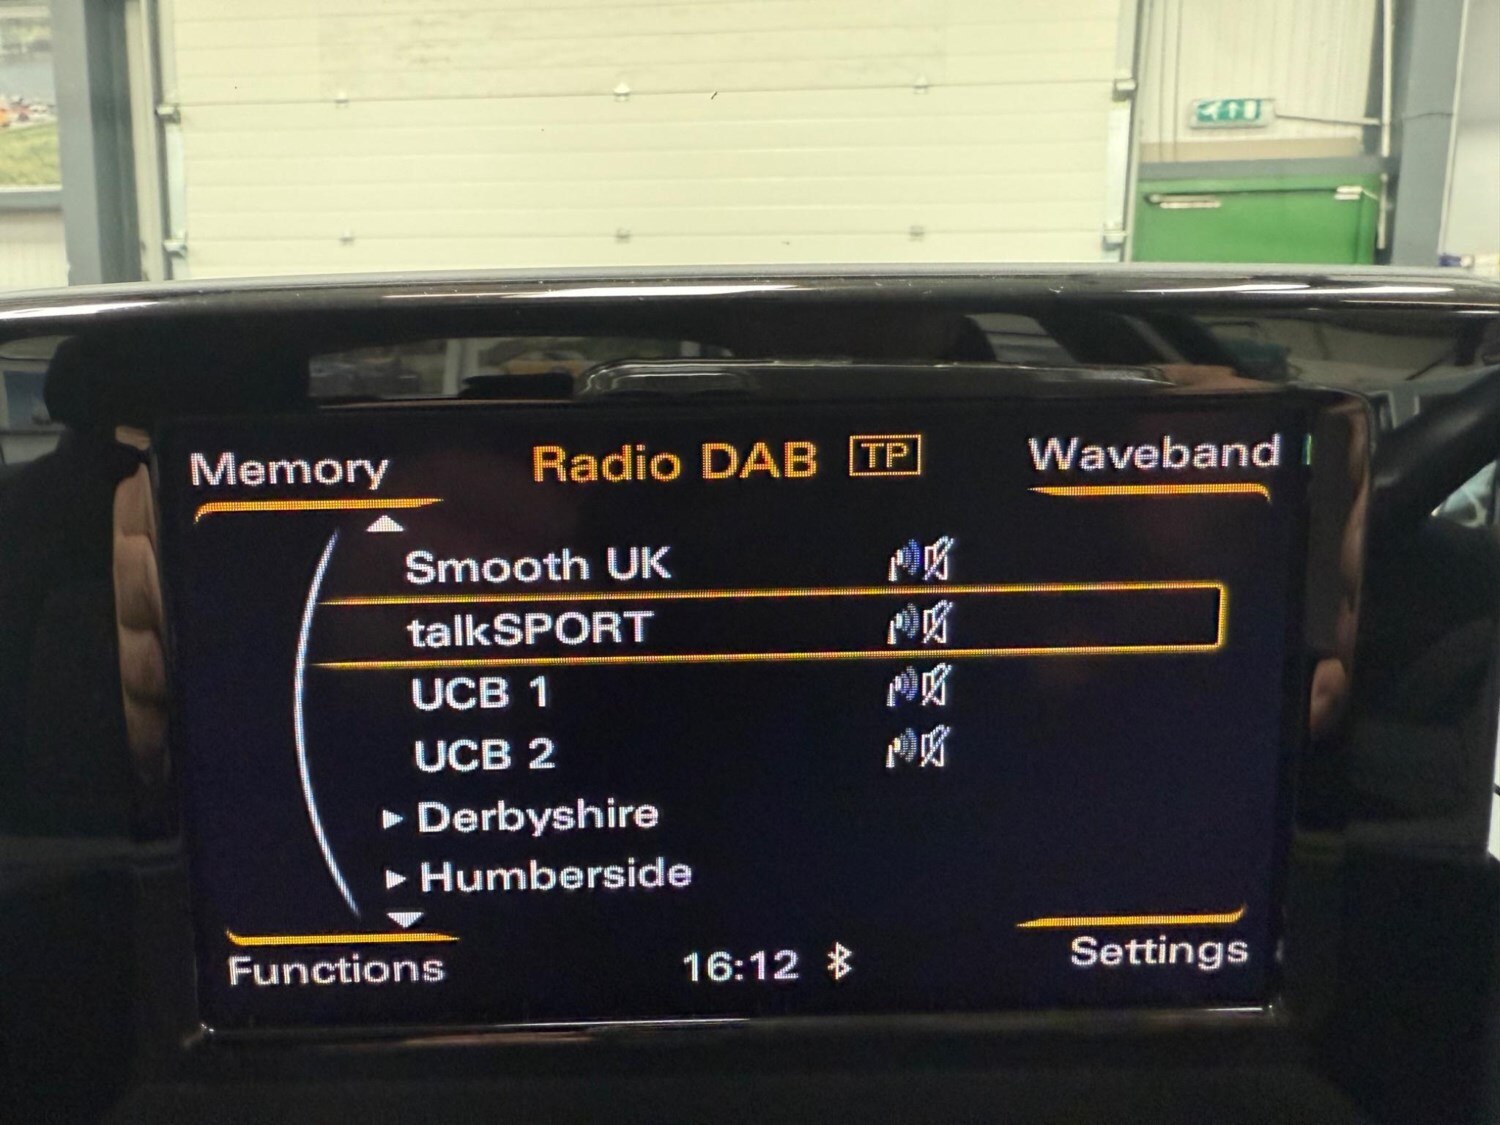 Memory
Radio DAB TP
Waveband
Smooth UK
talkSPORT
UCB 1
UCB 2
Derbyshire
Humberside
Functions
16:12
Settings